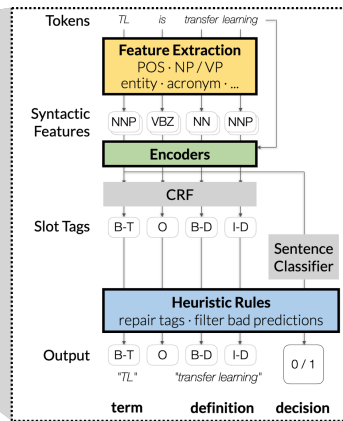 Tokens TL is transfer learning
Feature Extraction
POS · NP / VP
entity · acronym · ...
Syntactic
Features
NNP VBZ NN NNP
Encoders
CRF
Slot Tags B-T O B-D I-D
Sentence
Classifier
Heuristic Rules
repair tags · filter bad predictions
Output B-T O B-D I-D 0 / 1
"TL" "transfer learning"
term definition decision